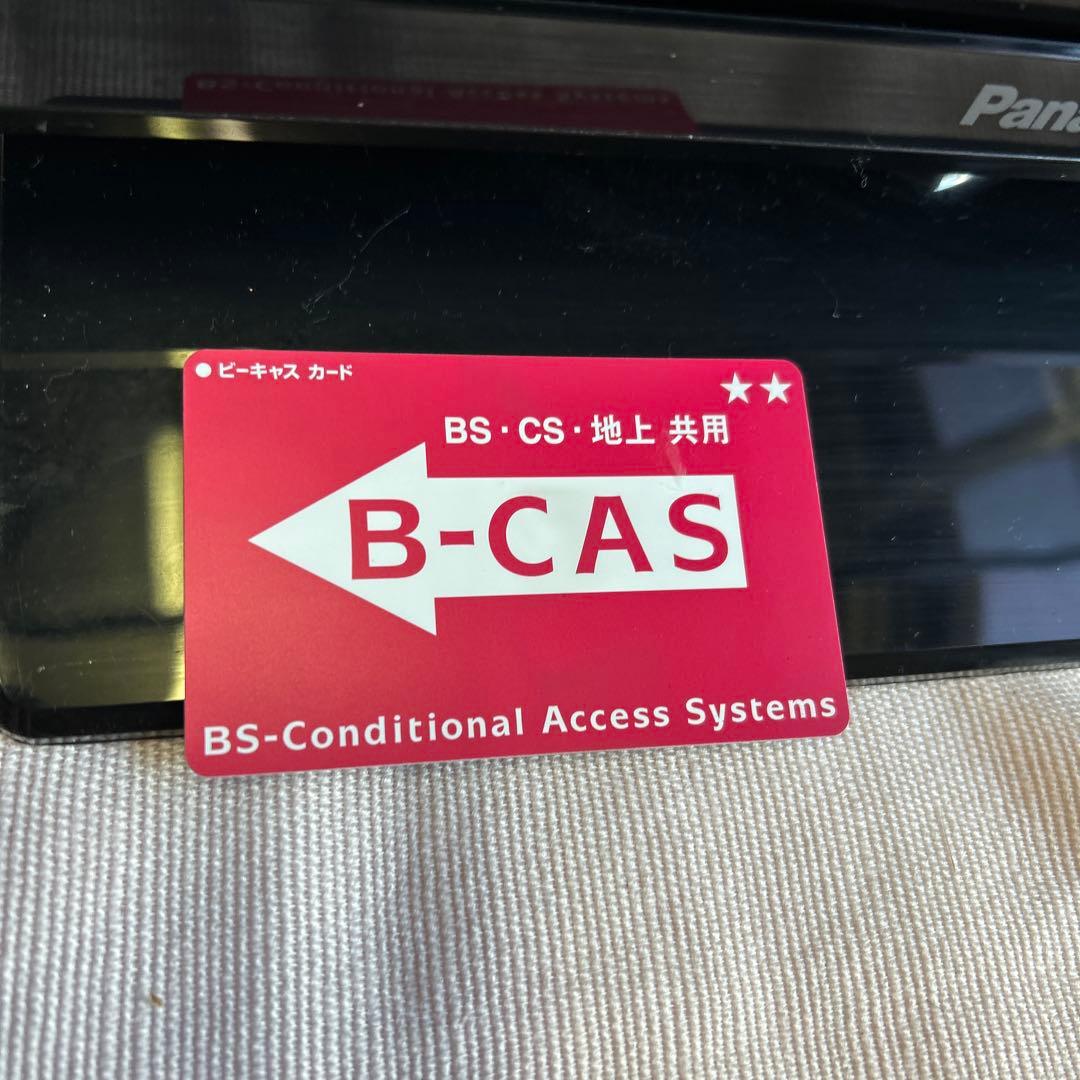 Pana
● ビーキャス カード
★★
BS・CS・地上 共用
B-CAS
BS-Conditional Access Systems